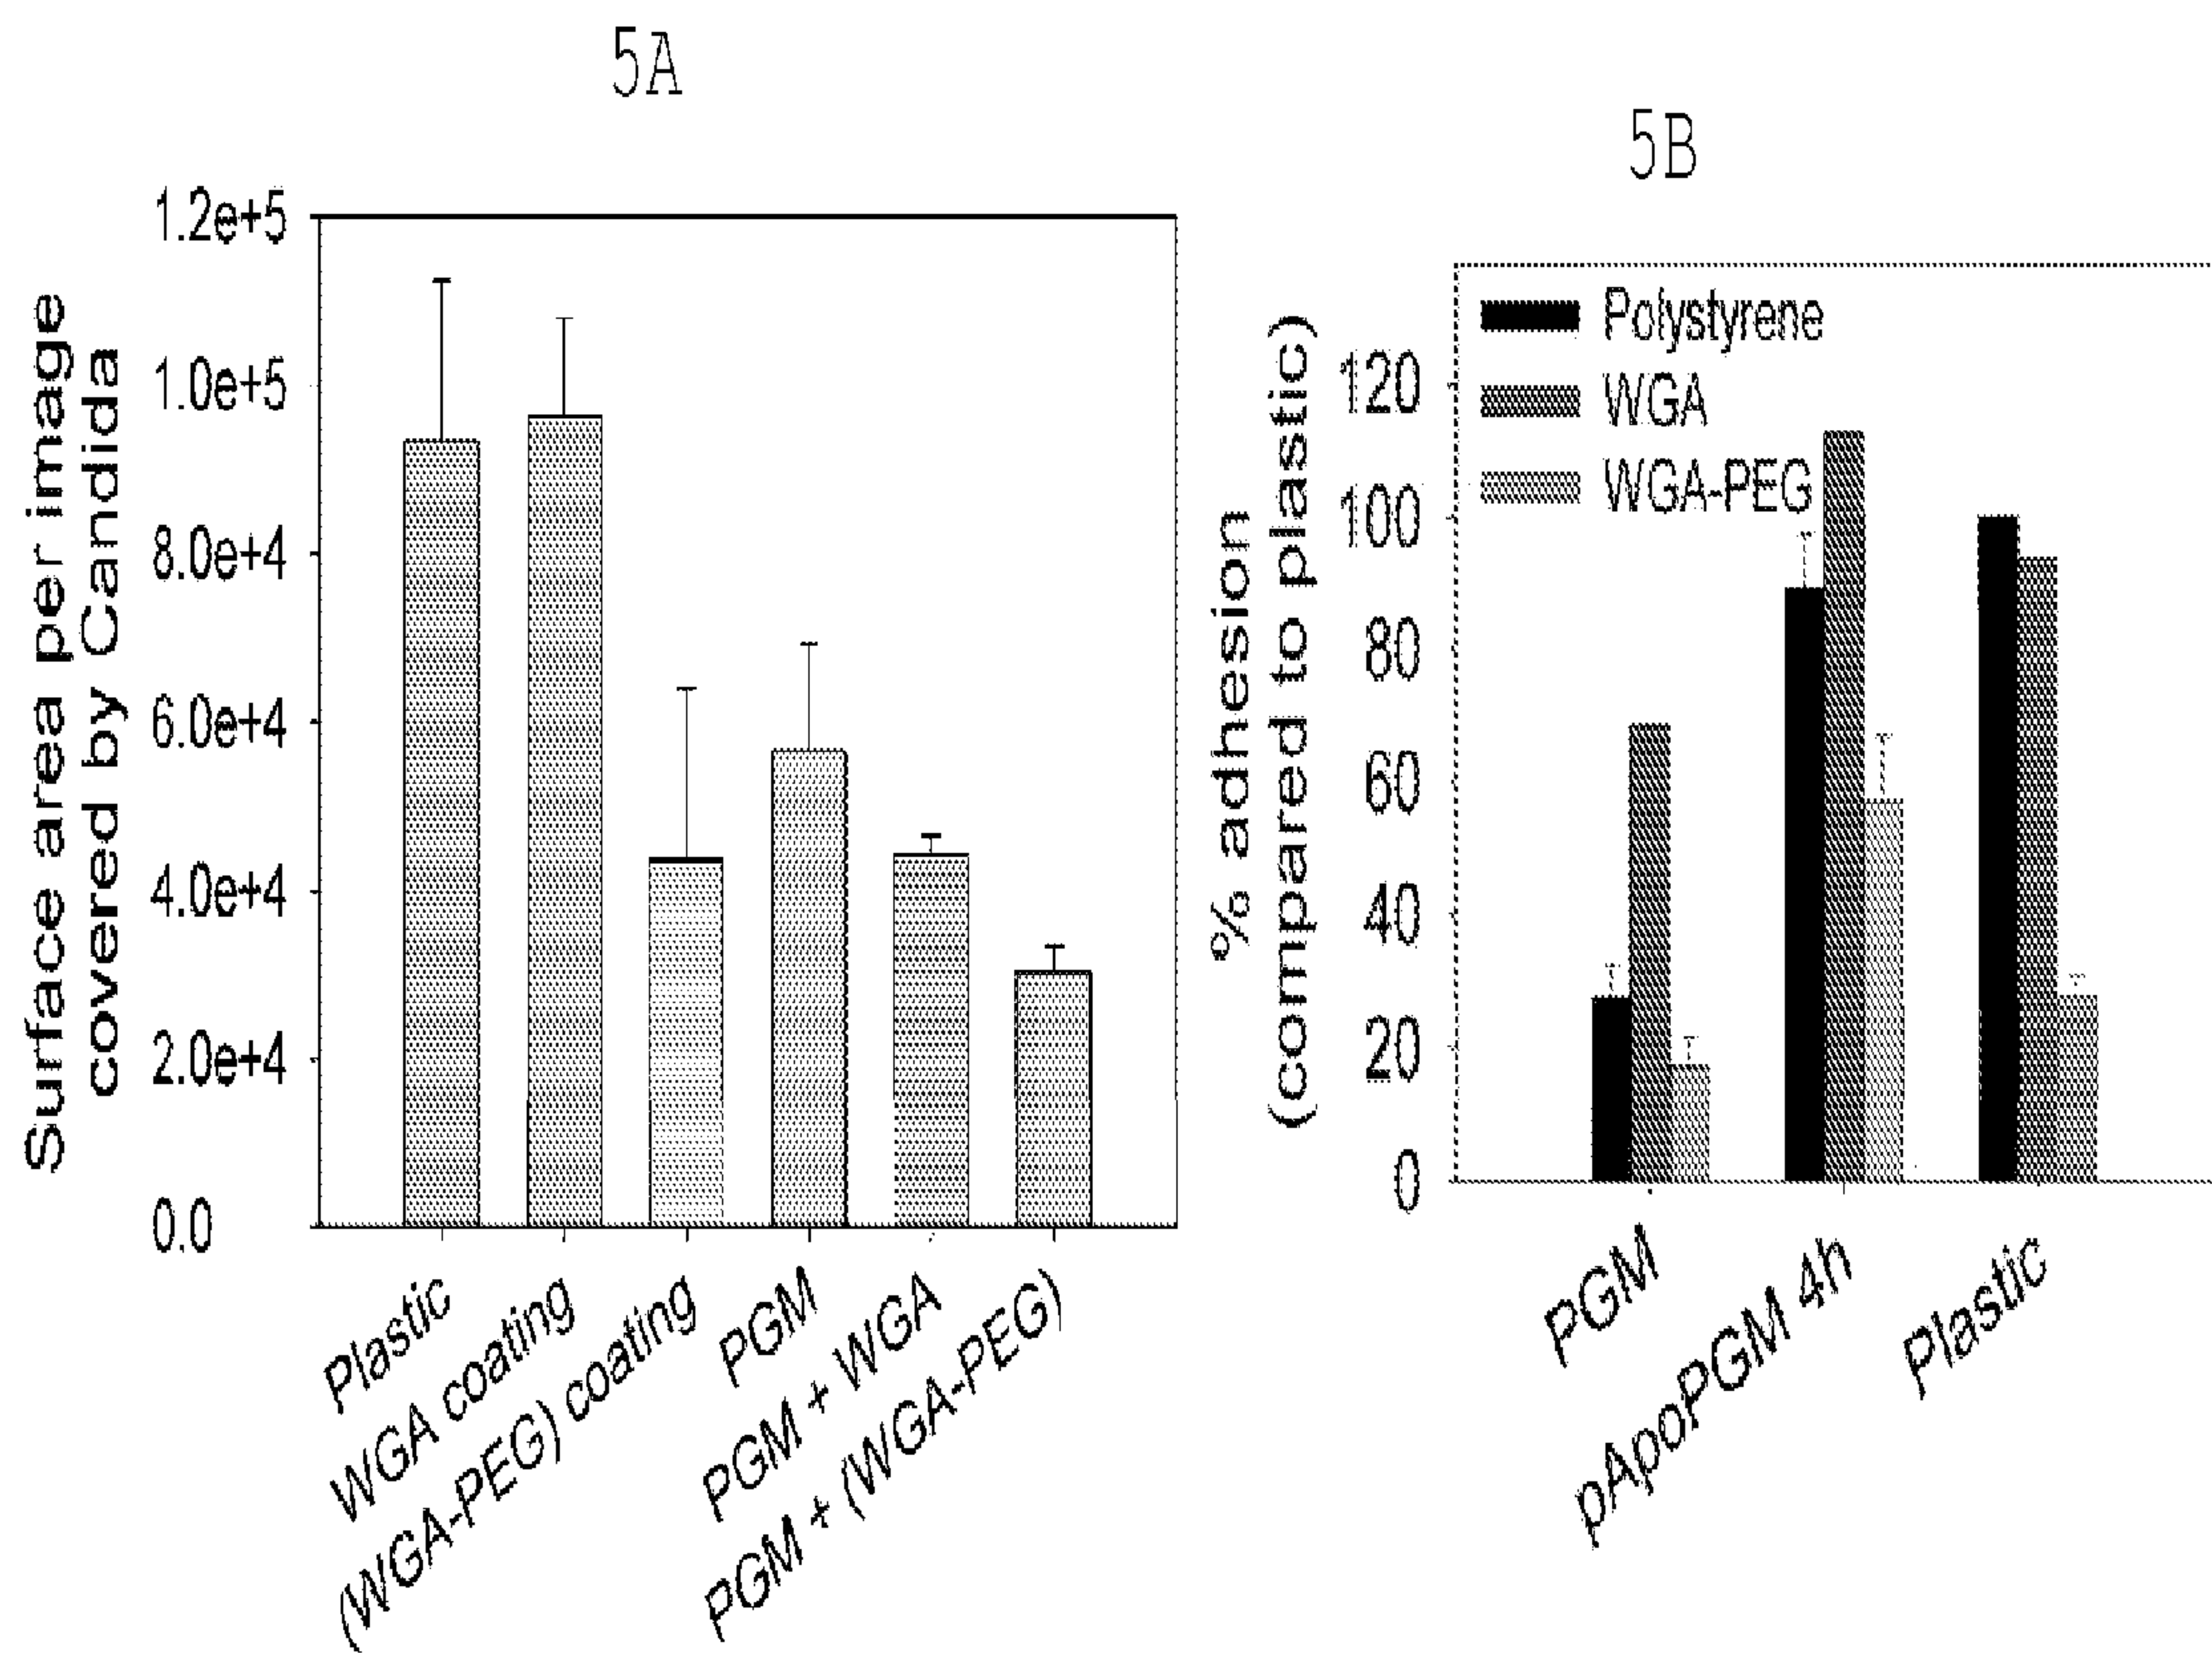 5A
Surface area per image
covered by Candida
1.2e+5
1.0e+5
8.0e+4
6.0e+4
4.0e+4
2.0e+4
0.0
Plastic
WGA coating
(WGA-PEG) coating
PGM
PGM + WGA
PGM + (WGA-PEG)
5B
% adhesion
(compared to plastic)
120
100
80
60
40
20
0
Polystyrene
WGA
WGA-PEG
PGM
pApoPGM 4h
Plastic